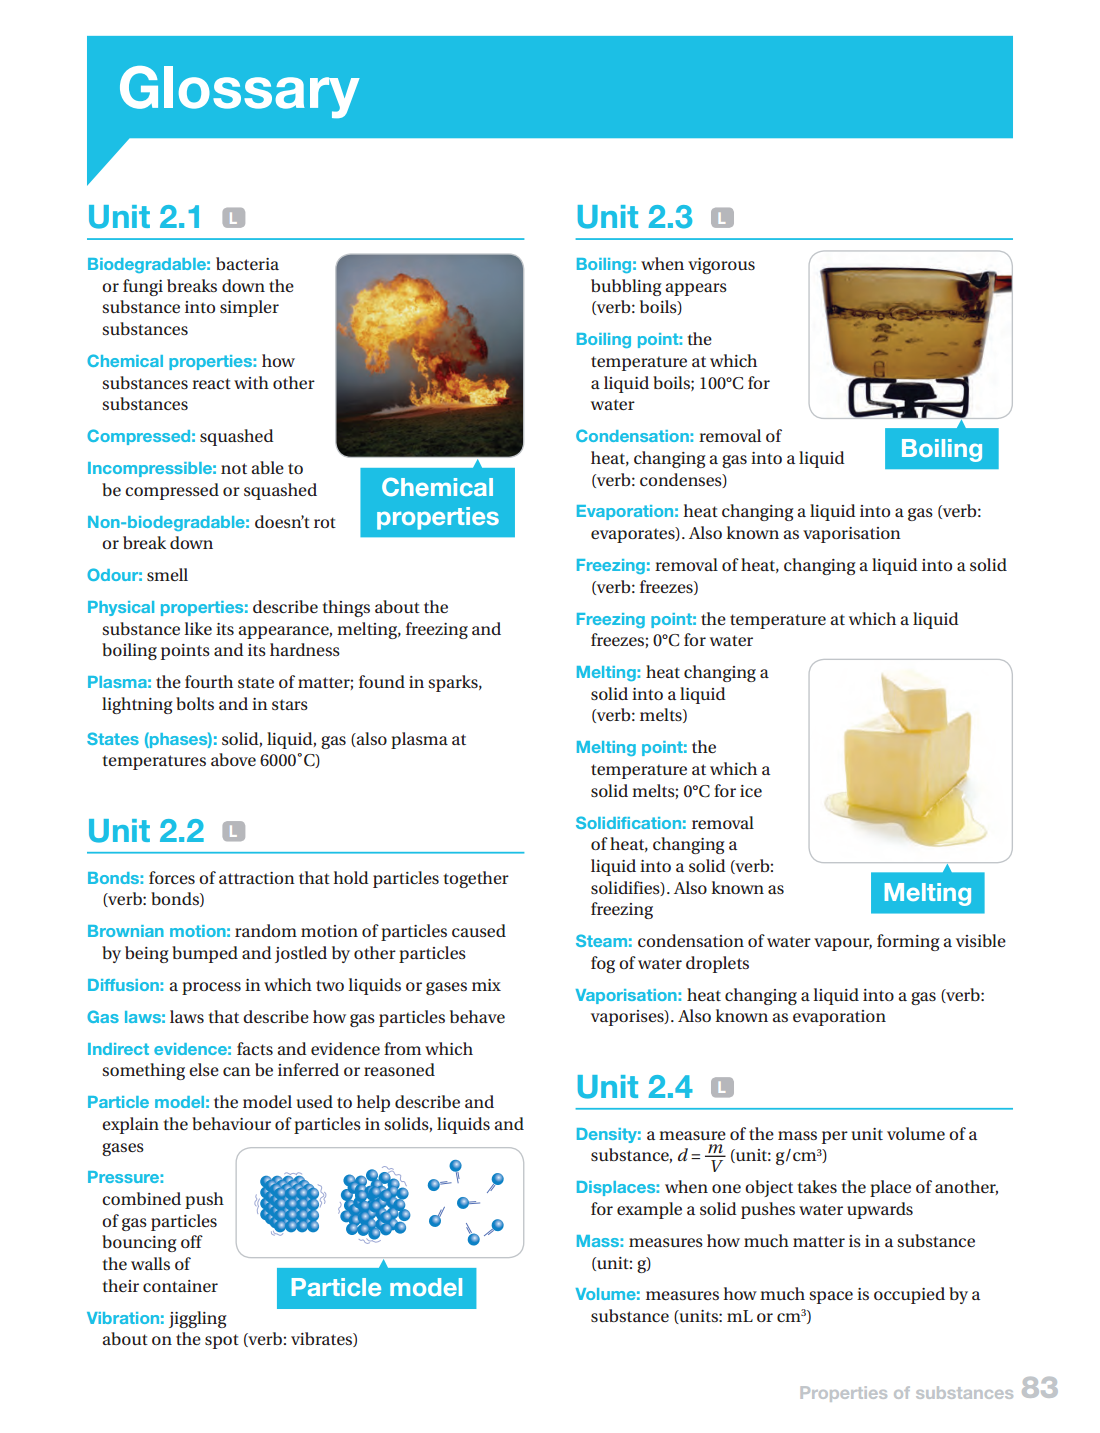 Glossary
Unit 2.1 L
Biodegradable: bacteria
or fungi breaks down the
substance into simpler
substances
Chemical properties: how
substances react with other
substances
Compressed: squashed
Incompressible: not able to
be compressed or squashed
Non-biodegradable: doesn’t rot
or break down
Odour: smell
Physical properties: describe things about the
substance like its appearance, melting, freezing and
boiling points and its hardness
Plasma: the fourth state of matter; found in sparks,
lightning bolts and in stars
States (phases): solid, liquid, gas (also plasma at
temperatures above 6000˚C)
Chemical
properties
Unit 2.2 L
Bonds: forces of attraction that hold particles together
(verb: bonds)
Brownian motion: random motion of particles caused
by being bumped and jostled by other particles
Diffusion: a process in which two liquids or gases mix
Gas laws: laws that describe how gas particles behave
Indirect evidence: facts and evidence from which
something else can be inferred or reasoned
Particle model: the model used to help describe and
explain the behaviour of particles in solids, liquids and
gases
Pressure:
combined push
of gas particles
bouncing off
the walls of
their container
Vibration: jiggling
about on the spot (verb: vibrates)
Particle model
Unit 2.3 L
Boiling: when vigorous
bubbling appears
(verb: boils)
Boiling point: the
temperature at which
a liquid boils; 100°C for
water
Condensation: removal of
heat, changing a gas into a liquid
(verb: condenses)
Boiling
Evaporation: heat changing a liquid into a gas (verb:
evaporates). Also known as vaporisation
Freezing: removal of heat, changing a liquid into a solid
(verb: freezes)
Freezing point: the temperature at which a liquid
freezes; 0°C for water
Melting: heat changing a
solid into a liquid
(verb: melts)
Melting point: the
temperature at which a
solid melts; 0°C for ice
Solidification: removal
of heat, changing a
liquid into a solid (verb:
solidifies). Also known as
freezing
Melting
Steam: condensation of water vapour, forming a visible
fog of water droplets
Vaporisation: heat changing a liquid into a gas (verb:
vaporises). Also known as evaporation
Unit 2.4 L
Density: a measure of the mass per unit volume of a
substance, d = m/V (unit: g/cm³)
Displaces: when one object takes the place of another,
for example a solid pushes water upwards
Mass: measures how much matter is in a substance
(unit: g)
Volume: measures how much space is occupied by a
substance (units: mL or cm³)
Properties of substances 83